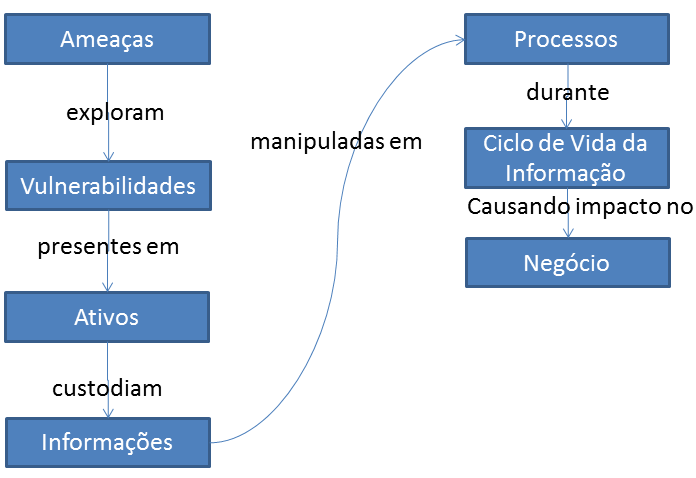 Ameaças
exploram
Vulnerabilidades
presentes em
Ativos
custodiam
Informações
manipuladas em
Processos
durante
Ciclo de Vida da
Informação
Causando impacto no
Negócio